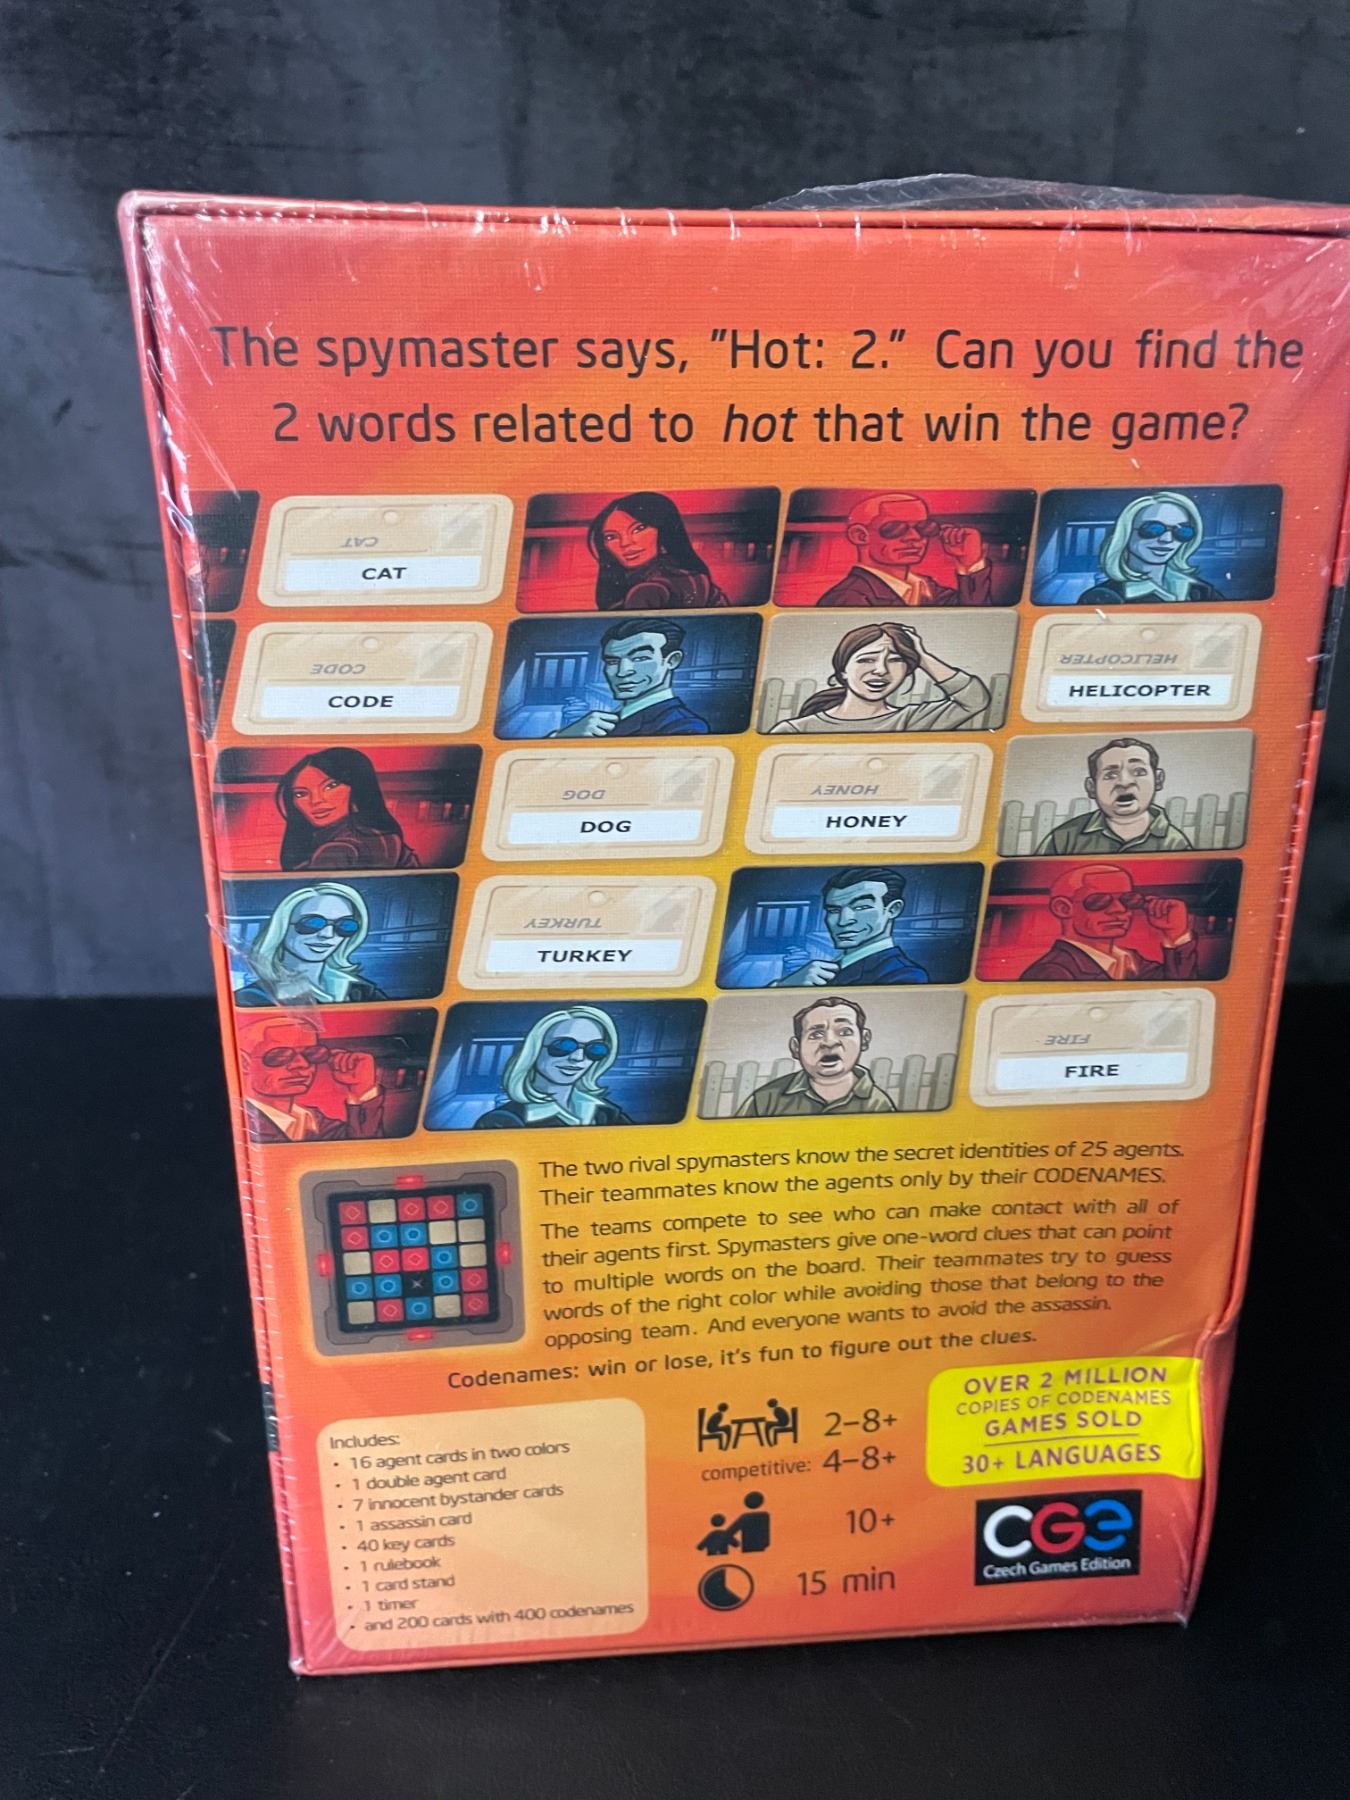 The spymaster says, "Hot: 2." Can you find the
2 words related to hot that win the game?
CAT
CAT
CODE
CODE
HELICOPTER
HELICOPTER
DOG
DOG
HONEY
HONEY
TURKEY
TURKEY
FIRE
FIRE
The two rival spymasters know the secret identities of 25 agents.
Their teammates know the agents only by their CODENAMES.
The teams compete to see who can make contact with all of
their agents first. Spymasters give one-word clues that can point
to multiple words on the board. Their teammates try to guess
words of the right color while avoiding those that belong to the
opposing team. And everyone wants to avoid the assassin.
Codenames: win or lose, it's fun to figure out the clues.
Includes:
• 16 agent cards in two colors
• 1 double agent card
• 7 innocent bystander cards
• 1 assassin card
• 40 key cards
• 1 rulebook
• 1 card stand
• 1 timer
• and 200 cards with 400 codenames
2–8+
competitive: 4–8+
10+
15 min
OVER 2 MILLION
COPIES OF CODENAMES
GAMES SOLD
30+ LANGUAGES
CGE
Czech Games Edition